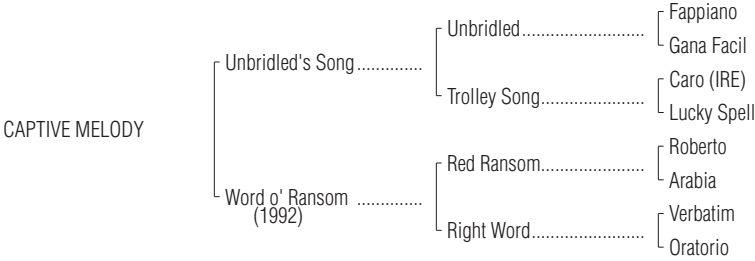 Fappiano
Unbridled........................
Gana Facil
Unbridled's Song..............
Caro (IRE)
Trolley Song....................
Lucky Spell
CAPTIVE MELODY
Roberto
Red Ransom....................
Arabia
Word o' Ransom ..............
(1992)
Verbatim
Right Word......................
Oratorio